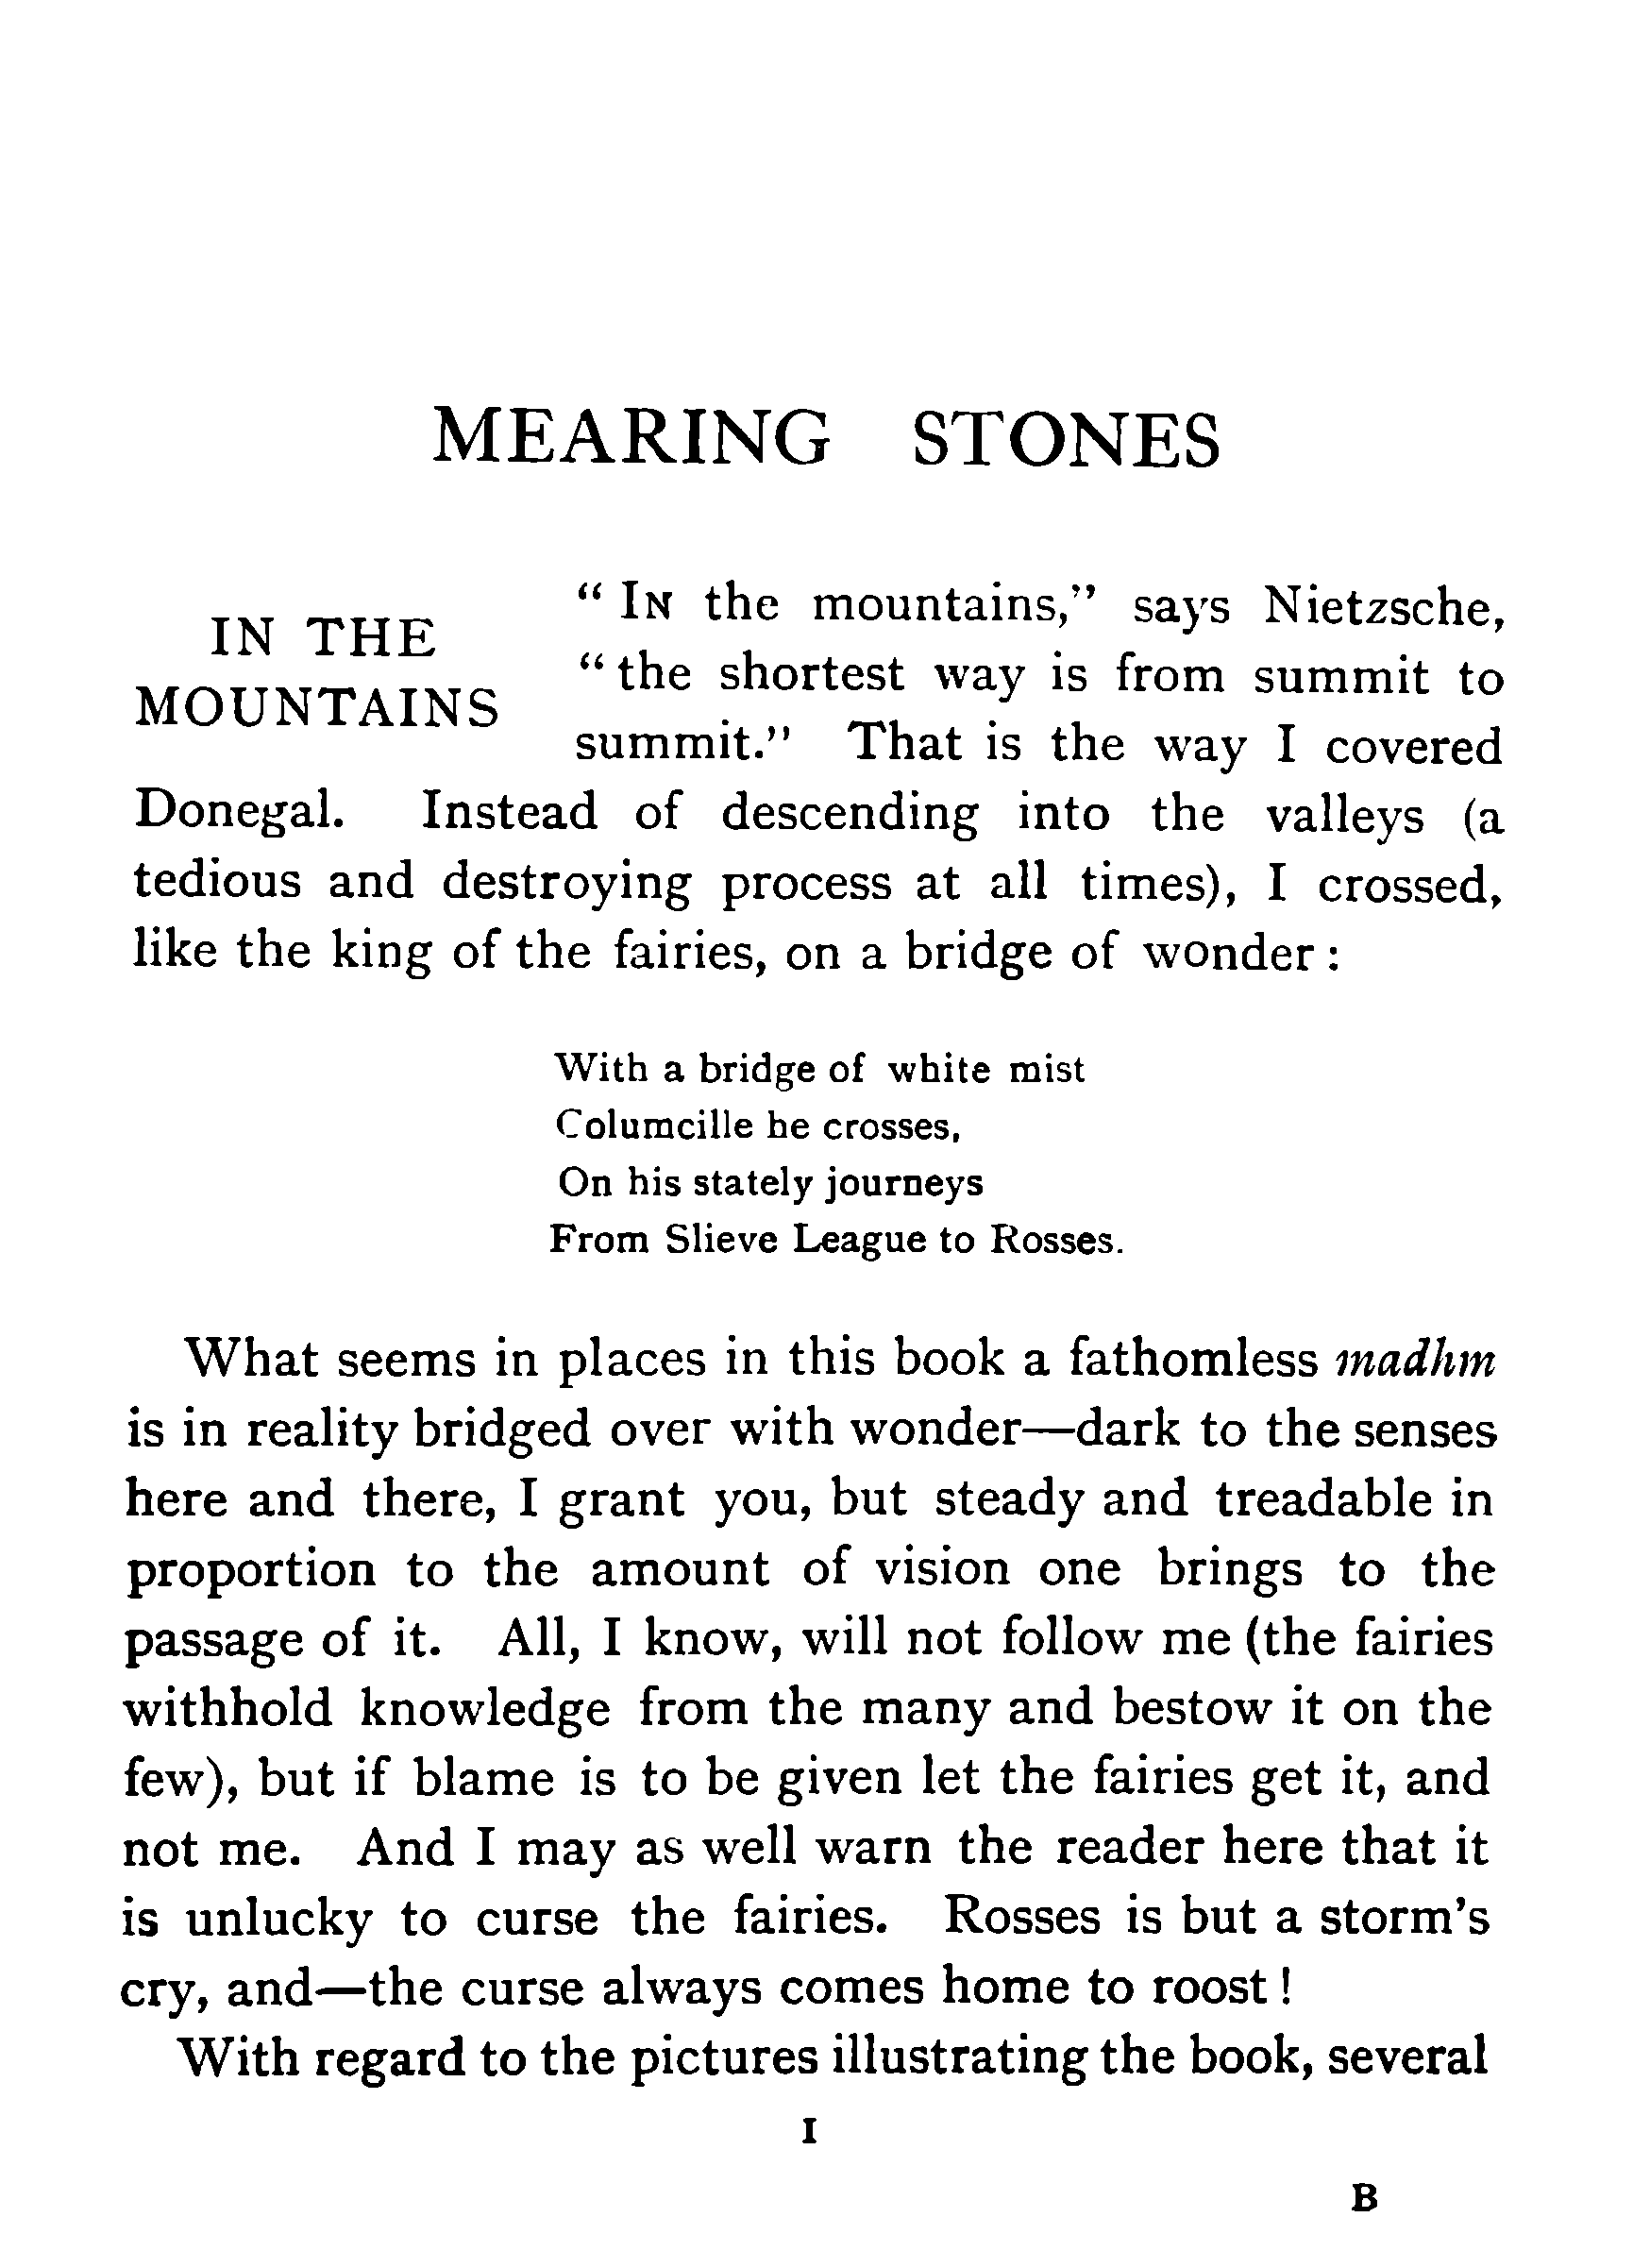 MEARING STONES
IN THE
MOUNTAINS
“ IN the mountains,” says Nietzsche,
“ the shortest way is from summit to
summit.” That is the way I covered
Donegal. Instead of descending into the valleys (a
tedious and destroying process at all times), I crossed,
like the king of the fairies, on a bridge of wonder :
With a bridge of white mist
Columcille he crosses,
On his stately journeys
From Slieve League to Rosses.
What seems in places in this book a fathomless madhm
is in reality bridged over with wonder—dark to the senses
here and there, I grant you, but steady and treadable in
proportion to the amount of vision one brings to the
passage of it. All, I know, will not follow me (the fairies
withhold knowledge from the many and bestow it on the
few), but if blame is to be given let the fairies get it, and
not me. And I may as well warn the reader here that it
is unlucky to curse the fairies. Rosses is but a storm’s
cry, and—the curse always comes home to roost !
With regard to the pictures illustrating the book, several
I
B